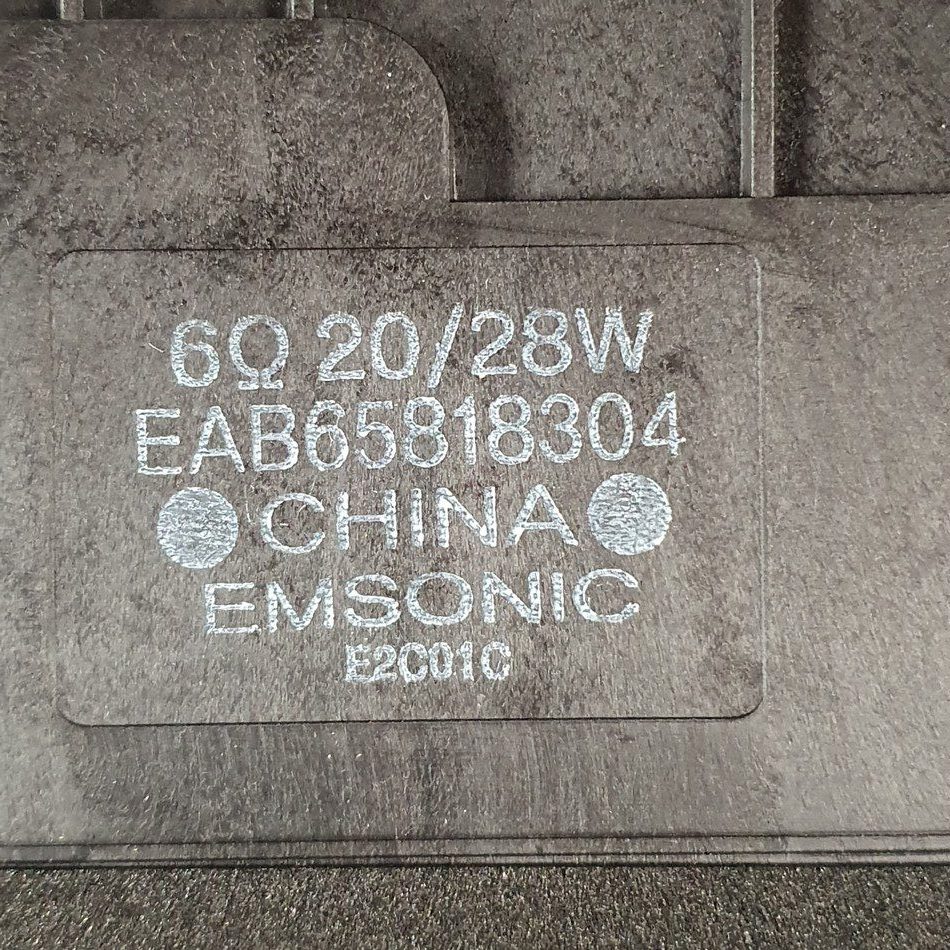 6Ω 20/28W
EAB65818304
CHINA
EMSONIC
E2C01C